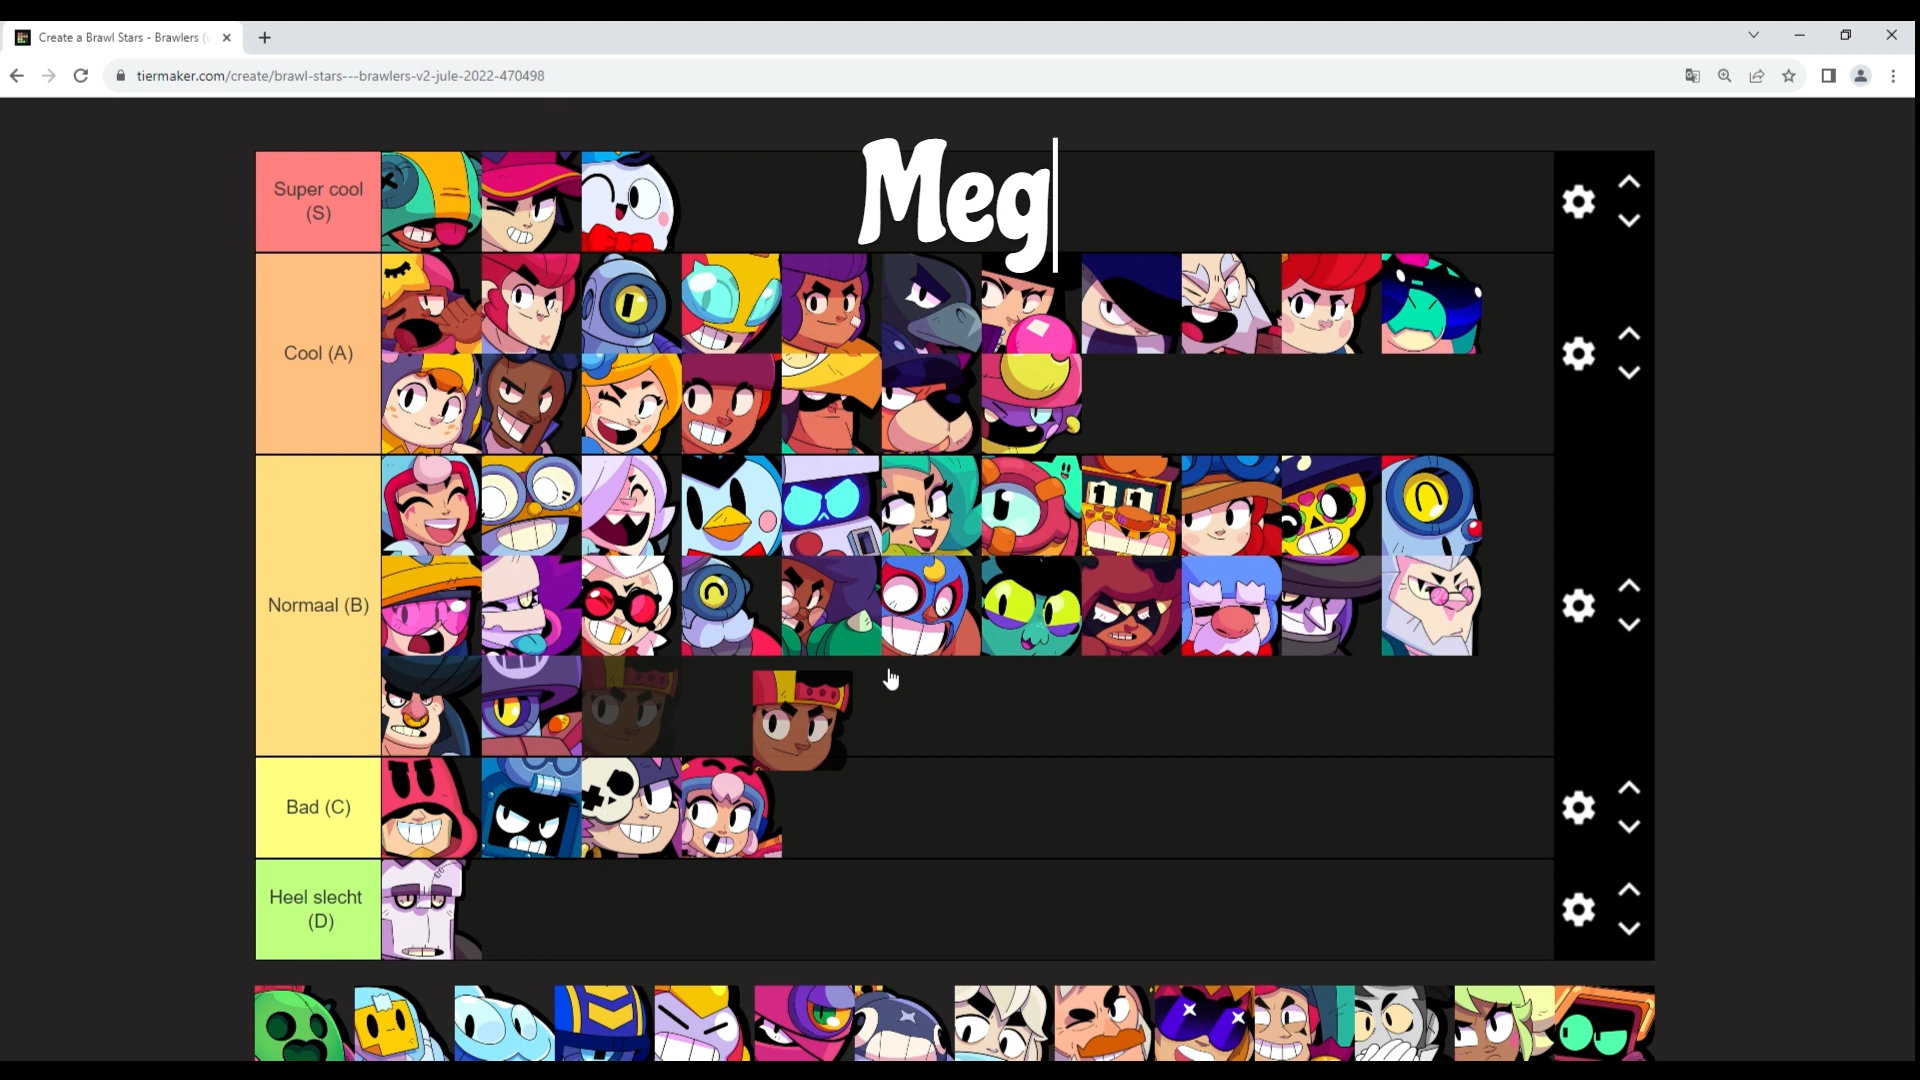 Create a Brawl Stars - Brawlers (
tiermaker.com/create/brawl-stars---brawlers-v2-jule-2022-470498
Meg
Super cool
(S)
Cool (A)
Normaal (B)
Bad (C)
Heel slecht
(D)